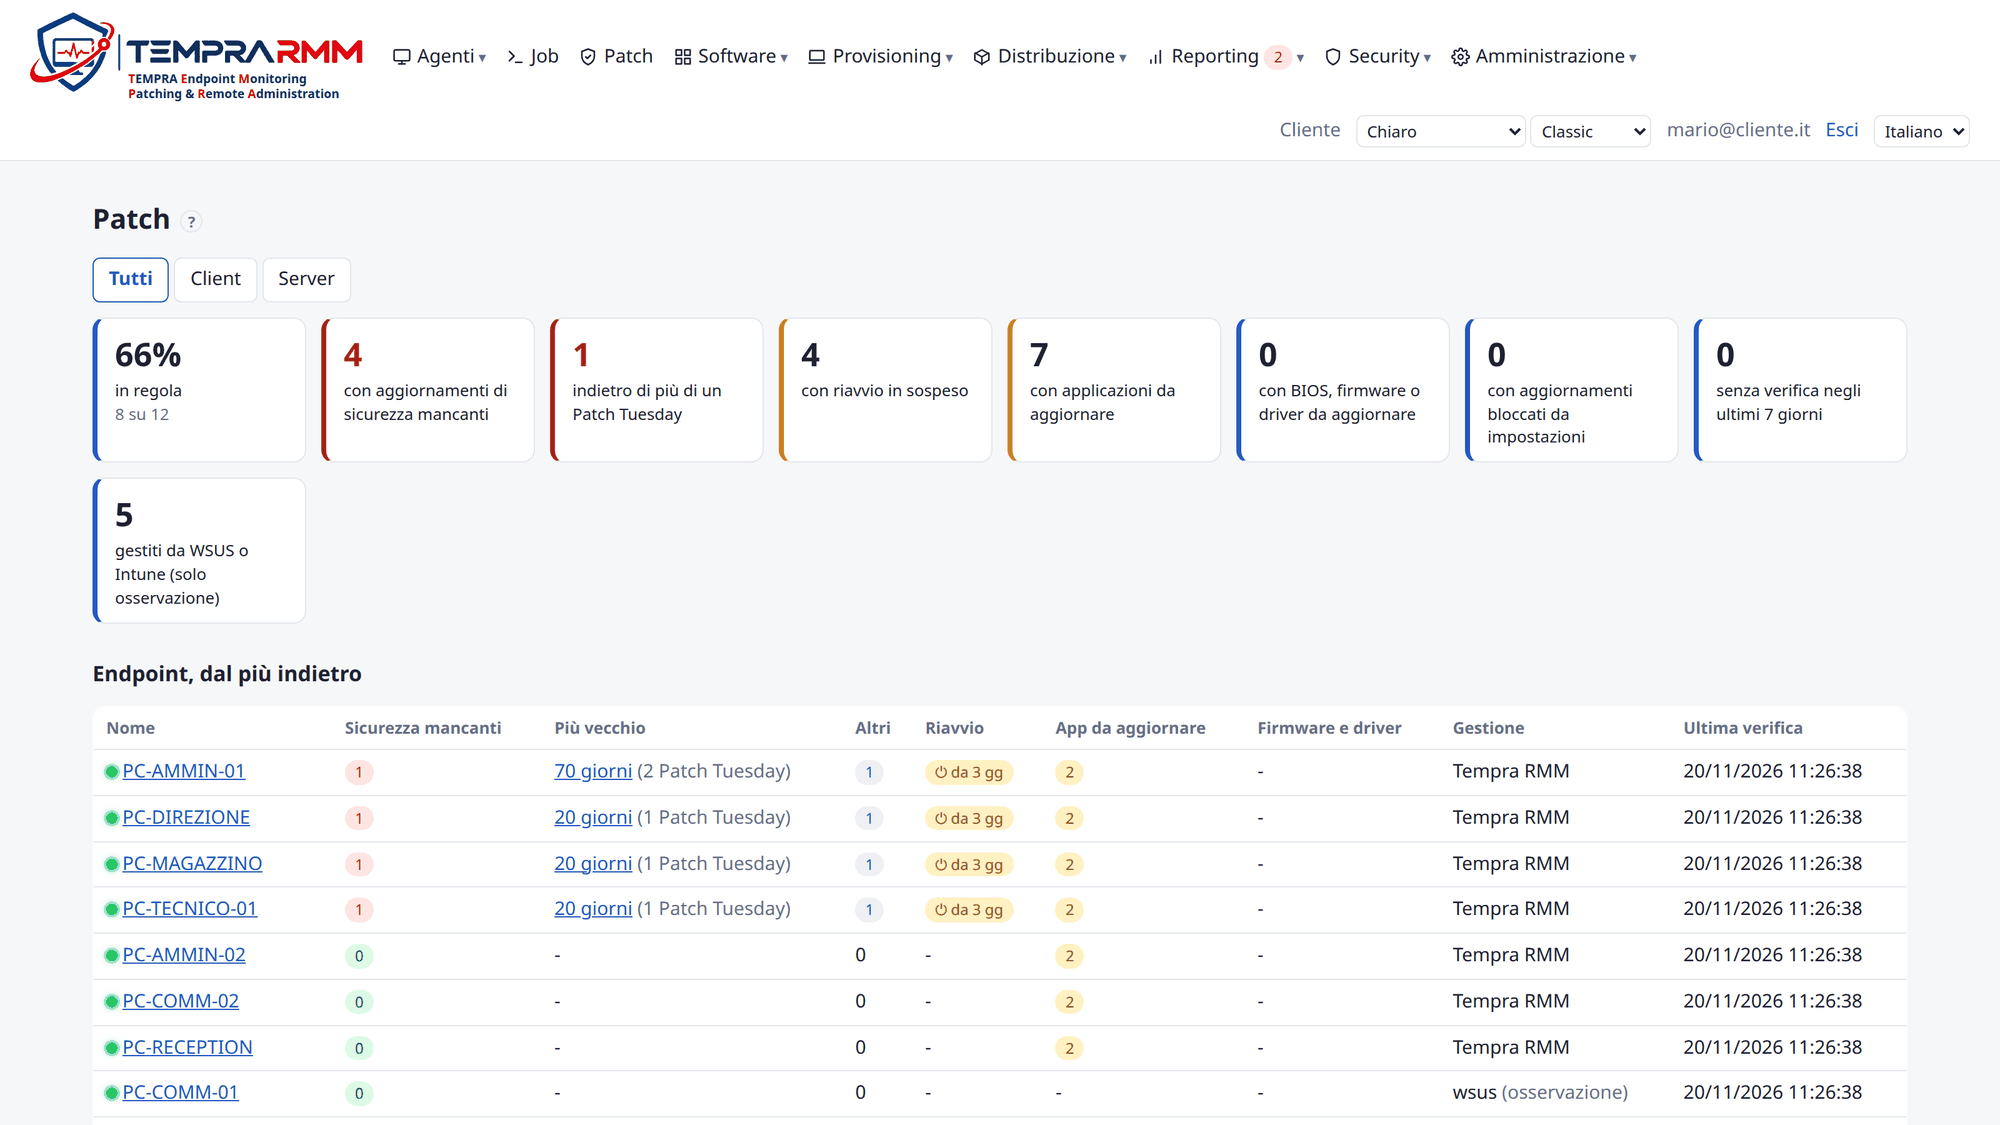 TEMPRARMM
TEMPRA Endpoint Monitoring
Patching & Remote Administration
Agenti ▾ Job Patch Software ▾ Provisioning ▾ Distribuzione ▾ Reporting 2 ▾ Security ▾ Amministrazione ▾
Cliente Chiaro Classic mario@cliente.it Esci Italiano
Patch ?
Tutti Client Server
66%
in regola
8 su 12
4
con aggiornamenti di
sicurezza mancanti
1
indietro di più di un
Patch Tuesday
4
con riavvio in sospeso
7
con applicazioni da
aggiornare
0
con BIOS, firmware o
driver da aggiornare
0
con aggiornamenti
bloccati da
impostazioni
0
senza verifica negli
ultimi 7 giorni
5
gestiti da WSUS o
Intune (solo
osservazione)
Endpoint, dal più indietro
Nome Sicurezza mancanti Più vecchio Altri Riavvio App da aggiornare Firmware e driver Gestione Ultima verifica
PC-AMMIN-01 1 70 giorni (2 Patch Tuesday) 1 da 3 gg 2 - Tempra RMM 20/11/2026 11:26:38
PC-DIREZIONE 1 20 giorni (1 Patch Tuesday) 1 da 3 gg 2 - Tempra RMM 20/11/2026 11:26:38
PC-MAGAZZINO 1 20 giorni (1 Patch Tuesday) 1 da 3 gg 2 - Tempra RMM 20/11/2026 11:26:38
PC-TECNICO-01 1 20 giorni (1 Patch Tuesday) 1 da 3 gg 2 - Tempra RMM 20/11/2026 11:26:38
PC-AMMIN-02 0 - 0 - 2 - Tempra RMM 20/11/2026 11:26:38
PC-COMM-02 0 - 0 - 2 - Tempra RMM 20/11/2026 11:26:38
PC-RECEPTION 0 - 0 - 2 - Tempra RMM 20/11/2026 11:26:38
PC-COMM-01 0 - 0 - - - wsus (osservazione) 20/11/2026 11:26:38